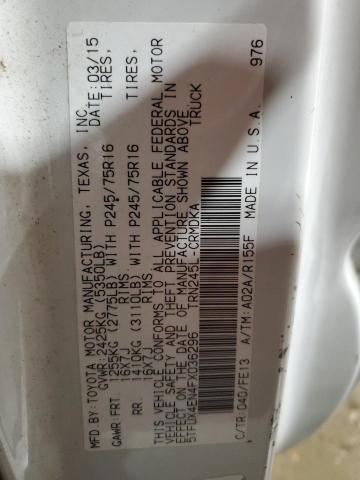 MFD.BY:TOYOTA MOTOR MANUFACTURING, TEXAS, INC.
GVWR:2425KG (5350LB) DATE:03/15
GAWR:FRT. 1255KG (2775LB) WITH P245/75R16 TIRES,
16X7J RIMS
RR. 1410KG (3110LB) WITH P245/75R16 TIRES,
16X7J RIMS
THIS VEHICLE CONFORMS TO ALL APPLICABLE FEDERAL MOTOR
VEHICLE SAFETY AND THEFT PREVENTION STANDARDS IN
EFFECT ON THE DATE OF MANUFACTURE SHOWN ABOVE.
5TFUX4EN4FX036296 TRUCK
TRN245L-CRMDKA
C/TR:040/FE13 A/TM:A02A/R155F
MADE IN U.S.A. 976